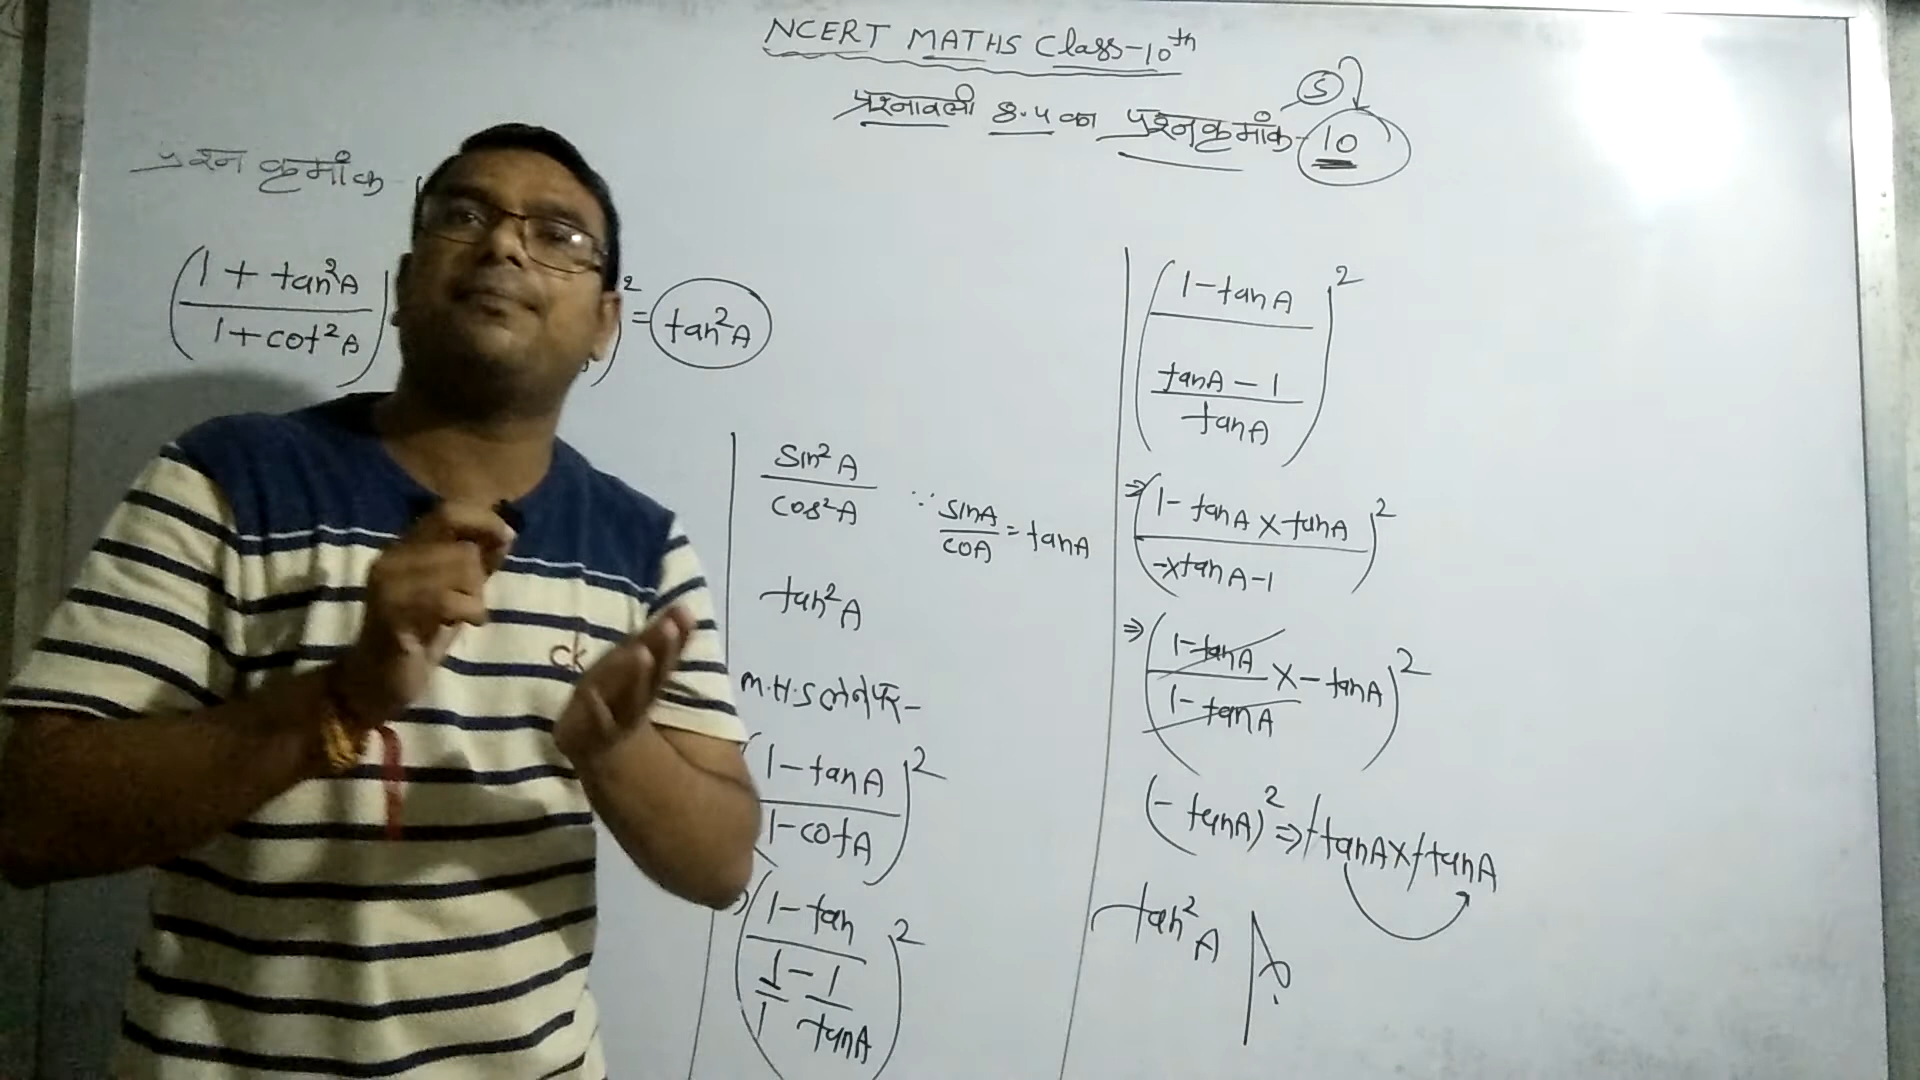 NCERT MATHS Class-10th
प्रश्नावली 8.4 का प्रश्न क्रमांक-10
5
प्रश्न क्रमांक -
(1 + tan²A / 1 + cot²A) )² = tan²A
sin²A / cos²A ∵ sinA / coA = tanA
tan²A
M.H.S लेने पर-
(1 - tanA / 1 - cotA)²
(1 - tan / 1/1 - 1/tanA)²
(1 - tanA / tanA - 1 / tanA)²
⇒ (1 - tanA x tanA / -x tanA - 1)²
⇒ (1 - tanA / 1 - tanA x - tanA)²
(- tanA)² ⇒ + tanA x + tanA
tan²A
ck